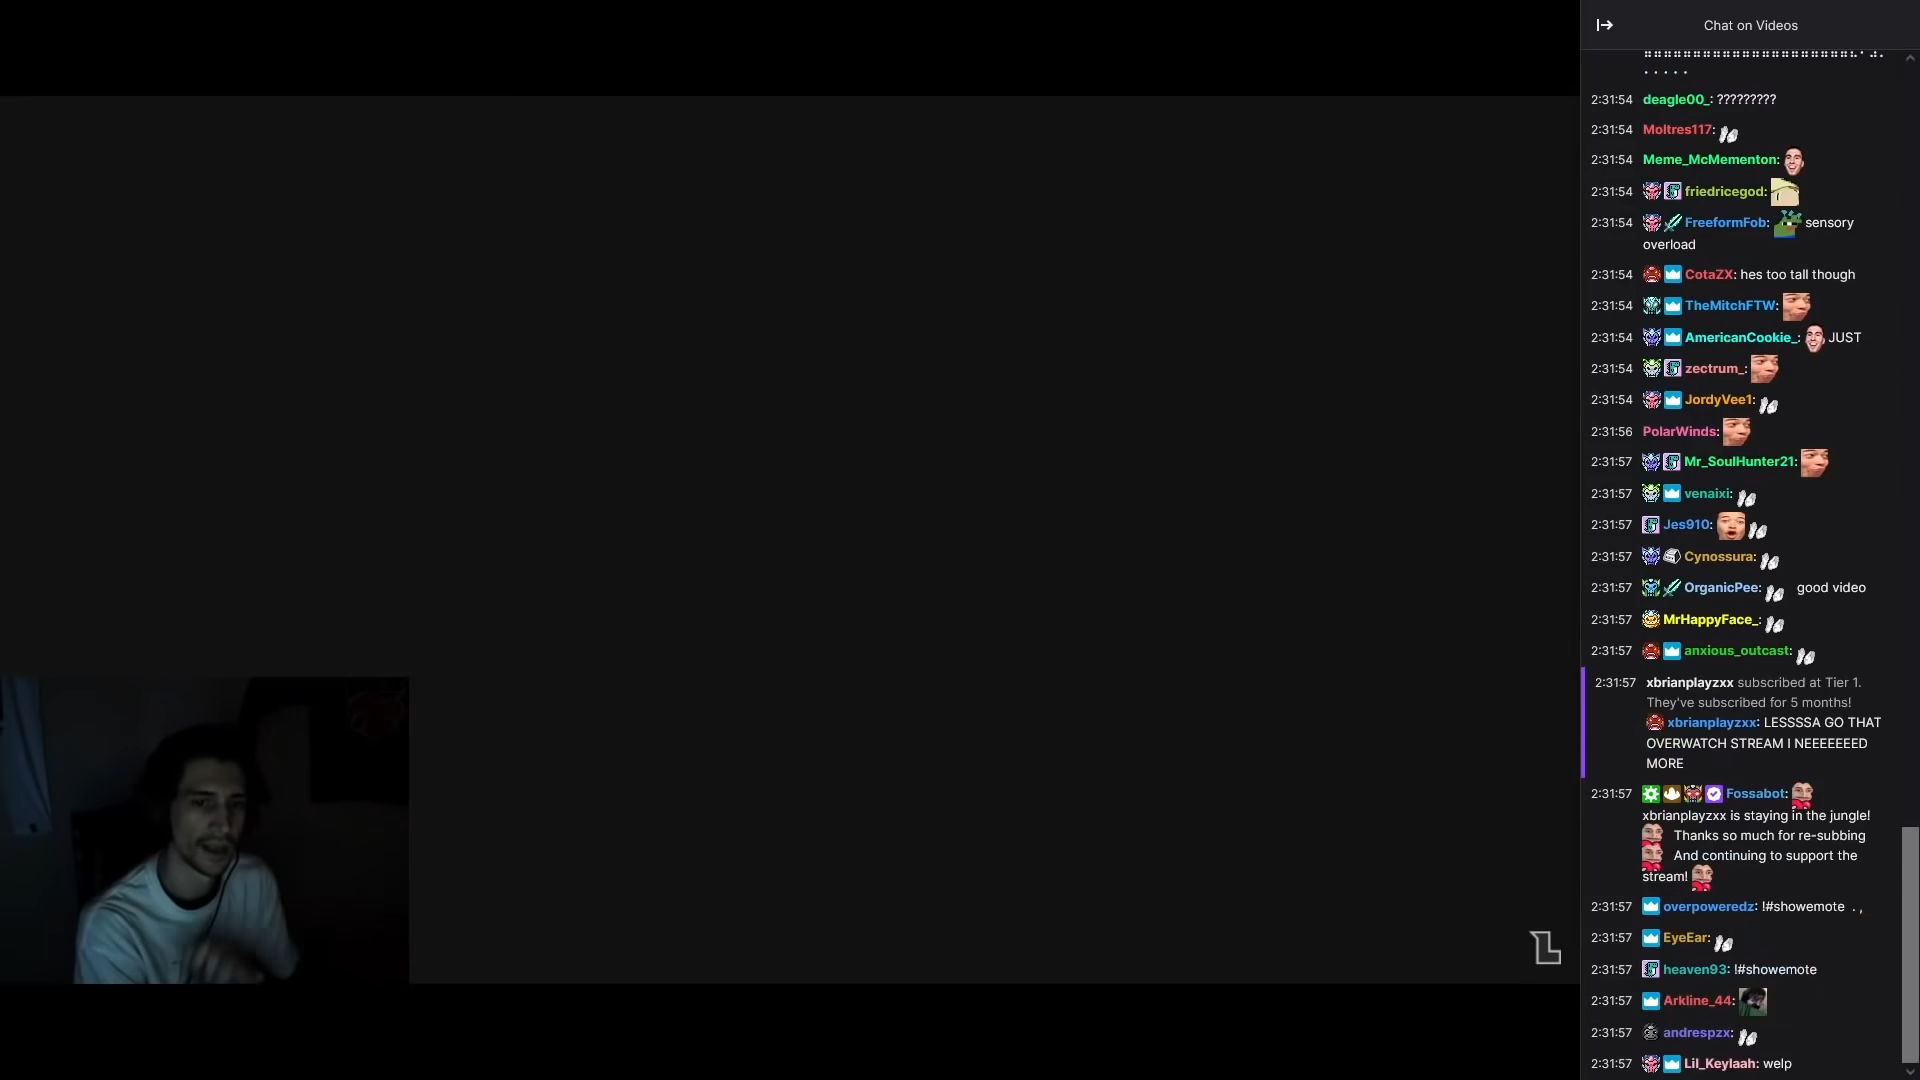 Chat on Videos
2:31:54 deagle00_: ?????????
2:31:54 Moltres117:
2:31:54 Meme_McMementon:
2:31:54 friedricegod:
2:31:54 FreeformFob: sensory
overload
2:31:54 CotaZX: hes too tall though
2:31:54 TheMitchFTW:
2:31:54 AmericanCookie_: JUST
2:31:54 zectrum_:
2:31:54 JordyVee1:
2:31:56 PolarWinds:
2:31:57 Mr_SoulHunter21:
2:31:57 venaixi:
2:31:57 Jes910:
2:31:57 Cynossura:
2:31:57 OrganicPee: good video
2:31:57 MrHappyFace_:
2:31:57 anxious_outcast:
2:31:57 xbrianplayzxx subscribed at Tier 1.
They've subscribed for 5 months!
xbrianplayzxx: LESSSSA GO THAT
OVERWATCH STREAM I NEEEEEEED
MORE
2:31:57 Fossabot:
xbrianplayzxx is staying in the jungle!
Thanks so much for re-subbing
And continuing to support the
stream!
2:31:57 overpoweredz: !#showemote . ,
2:31:57 EyeEar:
2:31:57 heaven93: !#showemote
2:31:57 Arkline_44:
2:31:57 andrespzx:
2:31:57 Lil_Keylaah: welp